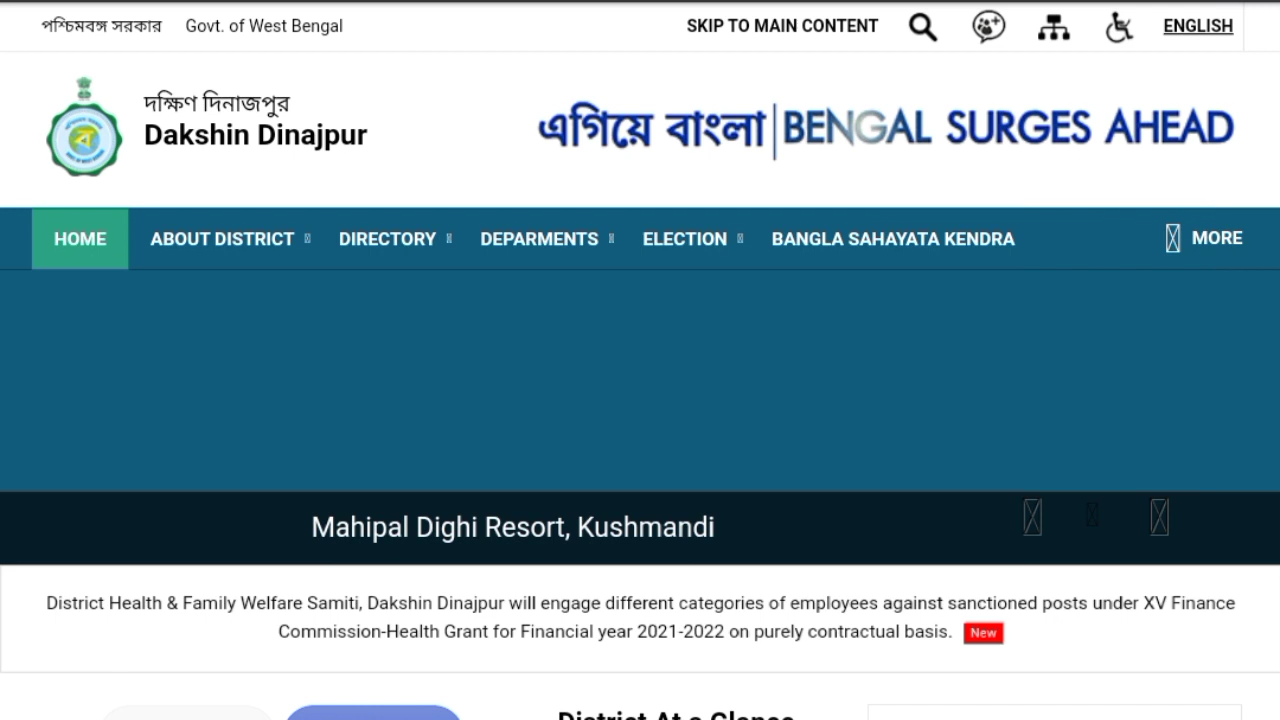 পশ্চিমবঙ্গ সরকার Govt. of West Bengal SKIP TO MAIN CONTENT ENGLISH
দক্ষিণ দিনাজপুর
Dakshin Dinajpur
এগিয়ে বাংলা BENGAL SURGES AHEAD
HOME ABOUT DISTRICT DIRECTORY DEPARMENTS ELECTION BANGLA SAHAYATA KENDRA MORE
Mahipal Dighi Resort, Kushmandi
District Health & Family Welfare Samiti, Dakshin Dinajpur will engage different categories of employees against sanctioned posts under XV Finance
Commission-Health Grant for Financial year 2021-2022 on purely contractual basis. New
District At a Glance